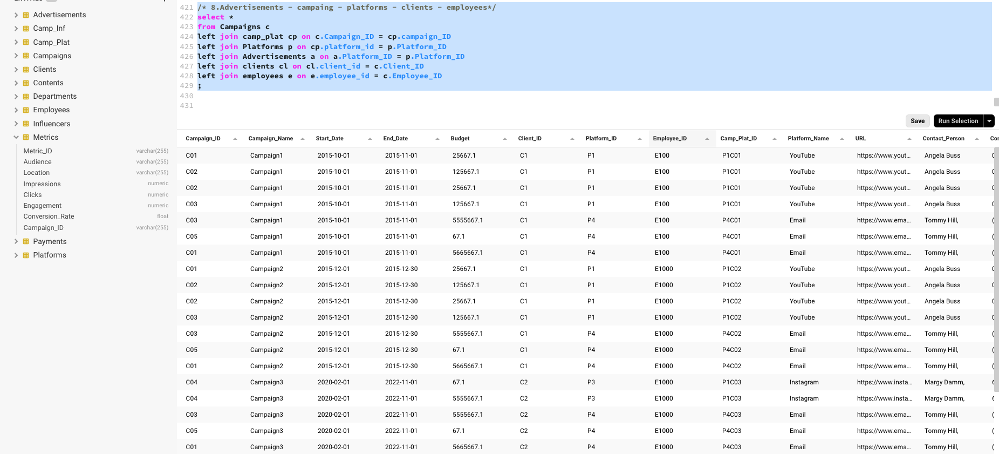 Advertisements
Camp_Inf
Camp_Plat
Campaigns
Clients
Contents
Departments
Employees
Influencers
Metrics
Metric_ID varchar(255)
Audience varchar(255)
Location varchar(255)
Impressions numeric
Clicks numeric
Engagement numeric
Conversion_Rate float
Campaign_ID varchar(255)
Payments
Platforms
421 /* 8.Advertisements - campaing - platforms - clients - employees*/
422 select *
423 from Campaigns c
424 left join camp_plat cp on c.Campaign_ID = cp.campaign_ID
425 left join Platforms p on cp.platform_id = p.Platform_ID
426 left join Advertisements a on a.Platform_ID = p.Platform_ID
427 left join clients cl on cl.client_id = c.Client_ID
428 left join employees e on e.employee_id = c.Employee_ID
429 ;
430
431
Save Run Selection
Campaign_ID Campaign_Name Start_Date End_Date Budget Client_ID Platform_ID Employee_ID Camp_Plat_ID Platform_Name URL Contact_Person
C01 Campaign1 2015-10-01 2015-11-01 25667.1 C1 P1 E100 P1C01 YouTube https://www.yout... Angela Buss
C02 Campaign1 2015-10-01 2015-11-01 125667.1 C1 P1 E100 P1C01 YouTube https://www.yout... Angela Buss
C02 Campaign1 2015-10-01 2015-11-01 25667.1 C1 P1 E100 P1C01 YouTube https://www.yout... Angela Buss
C03 Campaign1 2015-10-01 2015-11-01 125667.1 C1 P1 E100 P1C01 YouTube https://www.yout... Angela Buss
C03 Campaign1 2015-10-01 2015-11-01 5555667.1 C1 P4 E100 P4C01 Email https://www.ema... Tommy Hill,
C05 Campaign1 2015-10-01 2015-11-01 67.1 C1 P4 E100 P4C01 Email https://www.ema... Tommy Hill,
C01 Campaign1 2015-10-01 2015-11-01 5665667.1 C1 P4 E100 P4C01 Email https://www.ema... Tommy Hill,
C01 Campaign2 2015-12-01 2015-12-30 25667.1 C1 P1 E1000 P1C02 YouTube https://www.yout... Angela Buss
C02 Campaign2 2015-12-01 2015-12-30 125667.1 C1 P1 E1000 P1C02 YouTube https://www.yout... Angela Buss
C02 Campaign2 2015-12-01 2015-12-30 25667.1 C1 P1 E1000 P1C02 YouTube https://www.yout... Angela Buss
C03 Campaign2 2015-12-01 2015-12-30 125667.1 C1 P1 E1000 P1C02 YouTube https://www.yout... Angela Buss
C03 Campaign2 2015-12-01 2015-12-30 5555667.1 C1 P4 E1000 P4C02 Email https://www.ema... Tommy Hill,
C05 Campaign2 2015-12-01 2015-12-30 67.1 C1 P4 E1000 P4C02 Email https://www.ema... Tommy Hill,
C01 Campaign2 2015-12-01 2015-12-30 5665667.1 C1 P4 E1000 P4C02 Email https://www.ema... Tommy Hill,
C04 Campaign3 2020-02-01 2022-11-01 67.1 C2 P3 E1000 P1C03 Instagram https://www.insta... Margy Damm,
C04 Campaign3 2020-02-01 2022-11-01 5555667.1 C2 P3 E1000 P1C03 Instagram https://www.insta... Margy Damm,
C03 Campaign3 2020-02-01 2022-11-01 5555667.1 C2 P4 E1000 P4C03 Email https://www.ema... Tommy Hill,
C05 Campaign3 2020-02-01 2022-11-01 67.1 C2 P4 E1000 P4C03 Email https://www.ema... Tommy Hill,
C01 Campaign3 2020-02-01 2022-11-01 5665667.1 C2 P4 E1000 P4C03 Email https://www.ema... Tommy Hill,